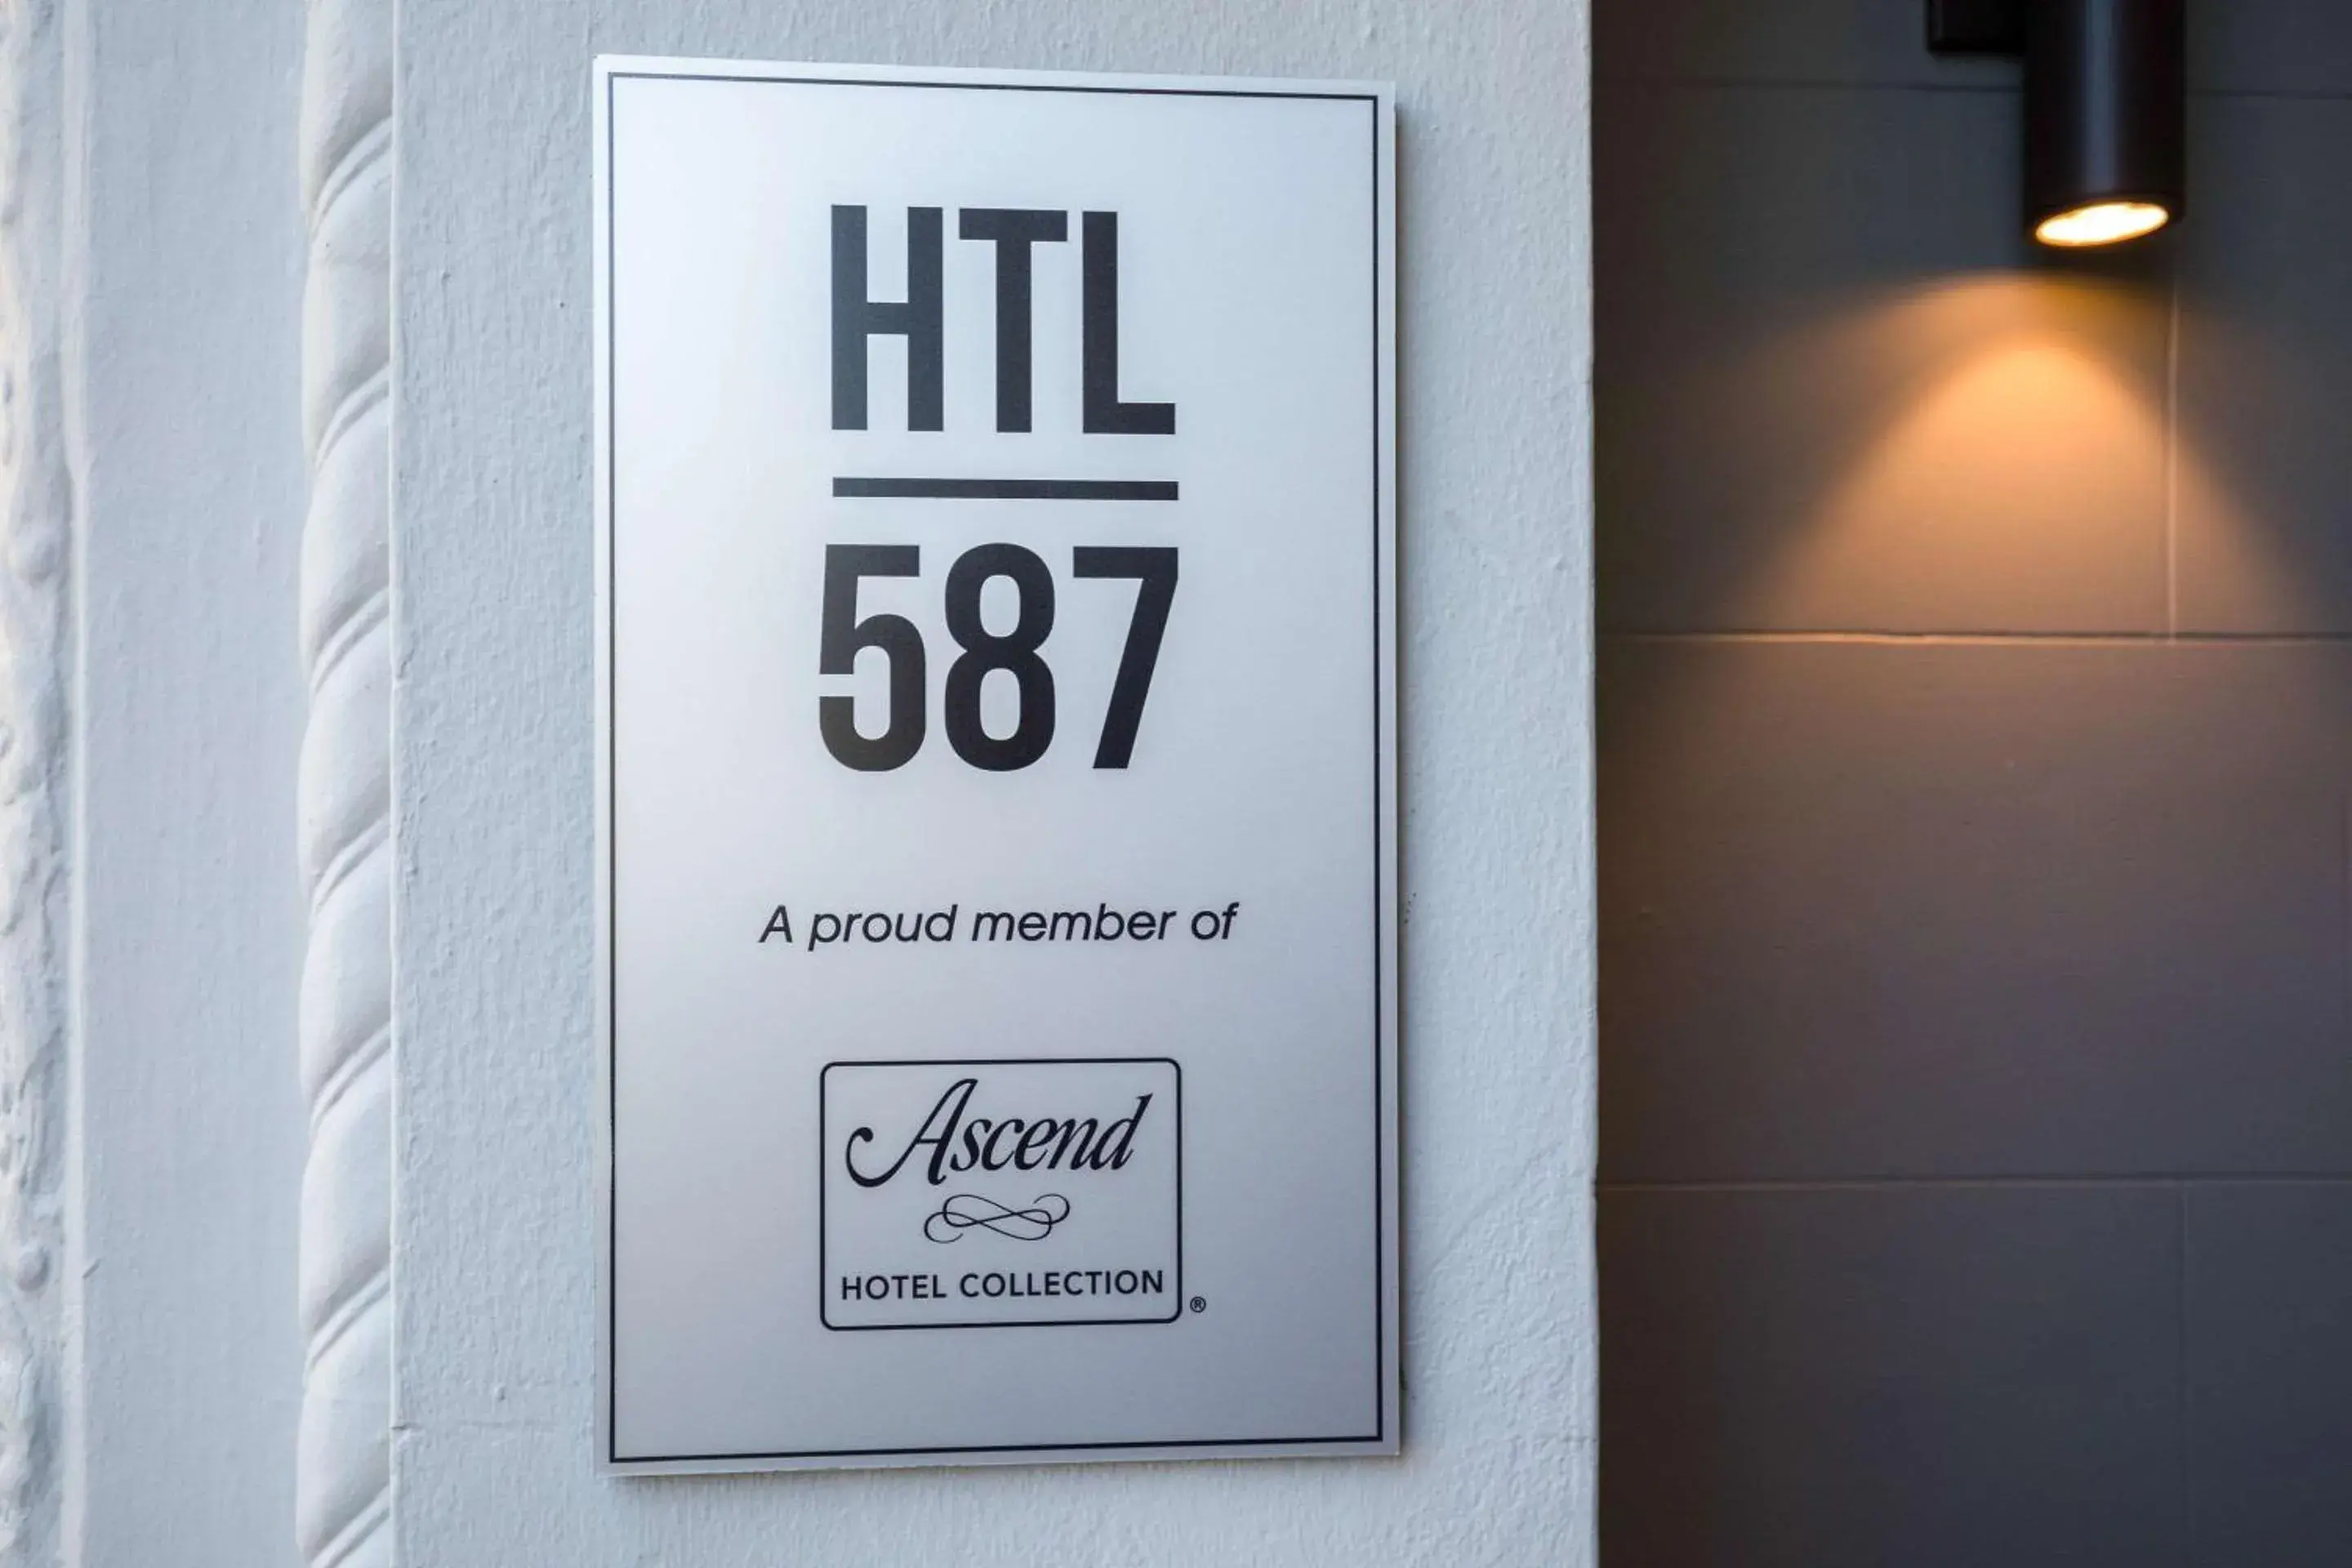 HTL
587
A proud member of
Ascend
HOTEL COLLECTION
®